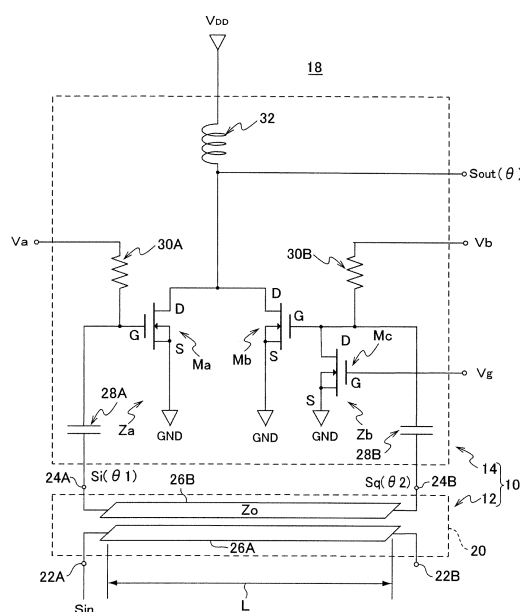 VDD
18
32
Sout(θ)
Va
30A
30B
Vb
D
D
G
G
D
Mc
S
S
Ma
Mb
G
Vg
S
28A
Za
GND
GND
GND
Zb
28B
14
10
24A
Si(θ1)
26B
Sq(θ2)
24B
12
Zo
26A
20
22A
22B
L
Sin